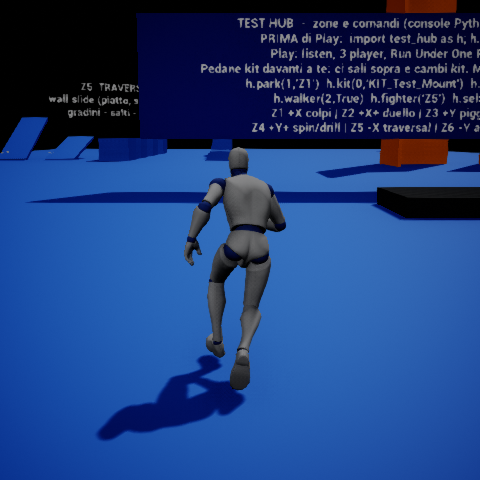 TEST HUB - zone e comandi (console Pyth
PRIMA di Play: import test_hub as h; h.
Play: listen, 3 player, Run Under One P
Pedane kit davanti a te: ci sali sopra e cambi kit. M
h.park(1,'Z1') h.kit(0,'KIT_Test_Mount') h.
h.walker(2,True) h.fighter('Z5') h.sel
Z1 +X colpi | Z2 +X+ duello | Z3 +Y pigg
Z4 +Y+ spin/drill | Z5 -X traversal | Z6 -Y a
Z5 TRAVERS
wall slide (piatto, s
gradini - salti -